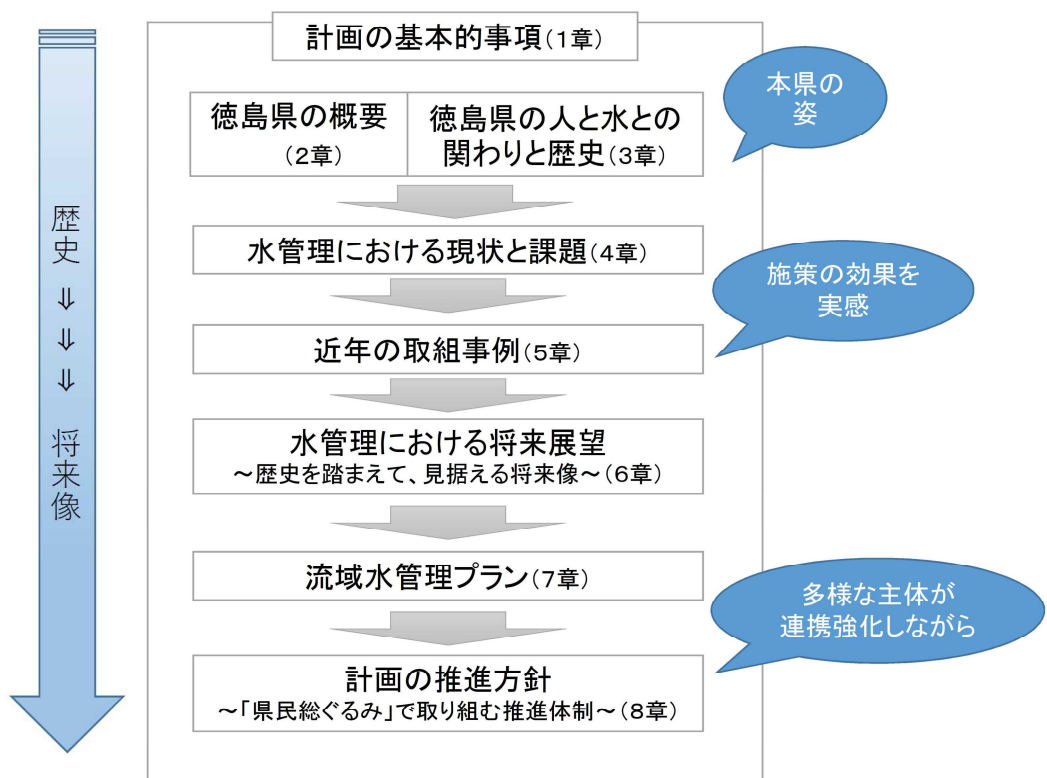 計画の基本的事項(1章)
本県の
姿
徳島県の概要
(2章)
徳島県の人と水との
関わりと歴史(3章)
水管理における現状と課題(4章)
施策の効果を
実感
近年の取組事例(5章)
水管理における将来展望
~歴史を踏まえて、見据える将来像~(6章)
流域水管理プラン(7章)
多様な主体が
連携強化しながら
計画の推進方針
~「県民総ぐるみ」で取り組む推進体制~(8章)
歴史 ⇒ ⇒ ⇒ 将来像